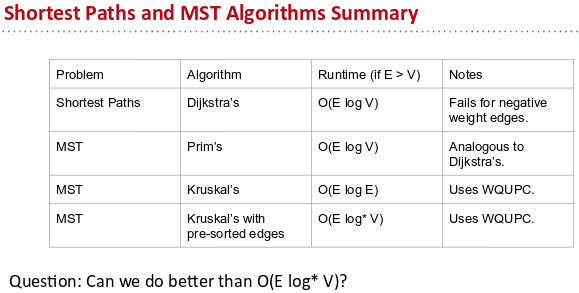 Shortest Paths and MST Algorithms Summary
Problem Algorithm Runtime (if E > V) Notes
Shortest Paths Dijkstra's O(E log V) Fails for negative
weight edges.
MST Prim's O(E log V) Analogous to
Dijkstra's.
MST Kruskal's O(E log E) Uses WQUPC.
MST Kruskal's with O(E log* V) Uses WQUPC.
pre-sorted edges
Question: Can we do better than O(E log* V)?